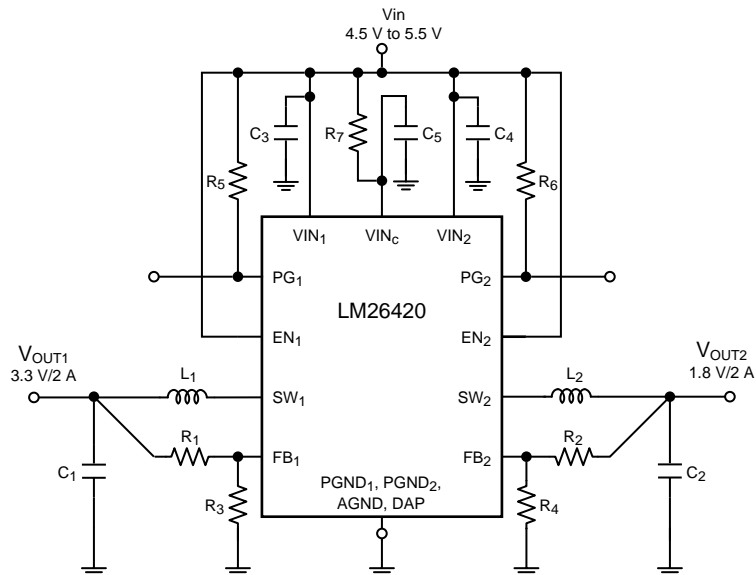 Vin
4.5 V to 5.5 V
C3
R7
C5
C4
R5
R6
VIN1
VINc
VIN2
PG1
PG2
LM26420
EN1
EN2
VOUT1
3.3 V/2 A
L1
SW1
SW2
L2
VOUT2
1.8 V/2 A
R1
FB1
FB2
R2
C1
R3
PGND1, PGND2,
AGND, DAP
R4
C2